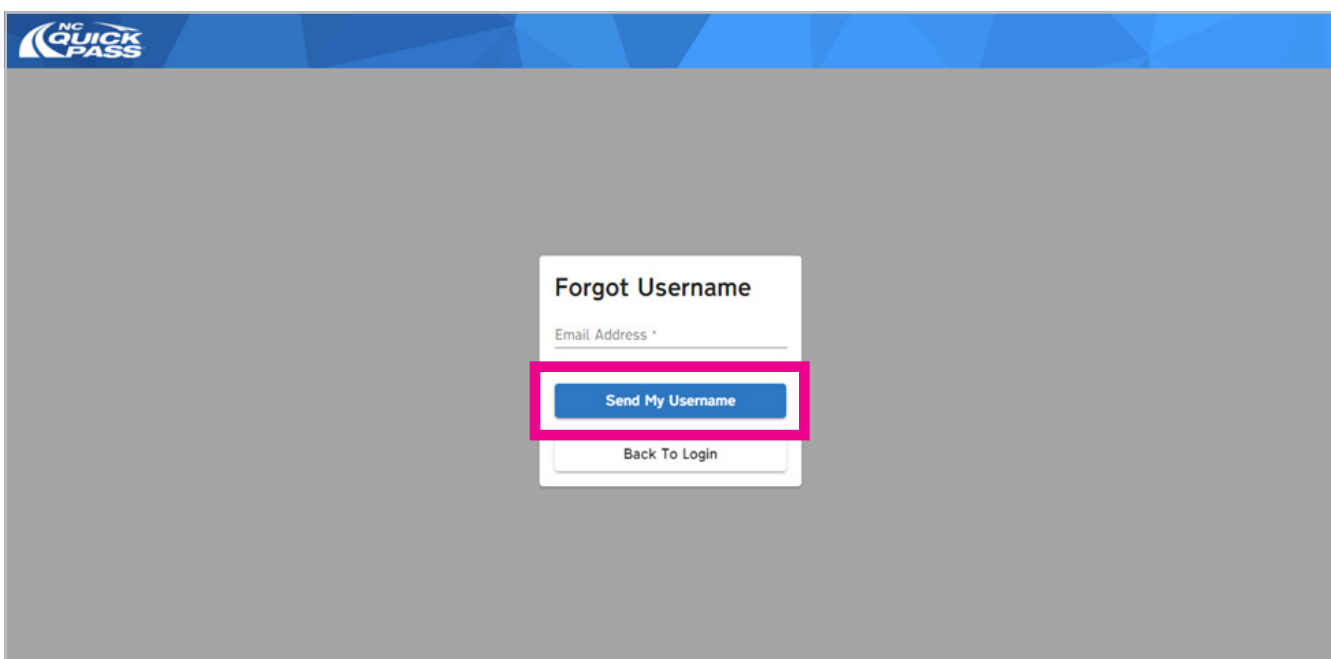 NC
QUICK
PASS
Forgot Username
Email Address *
Send My Username
Back To Login